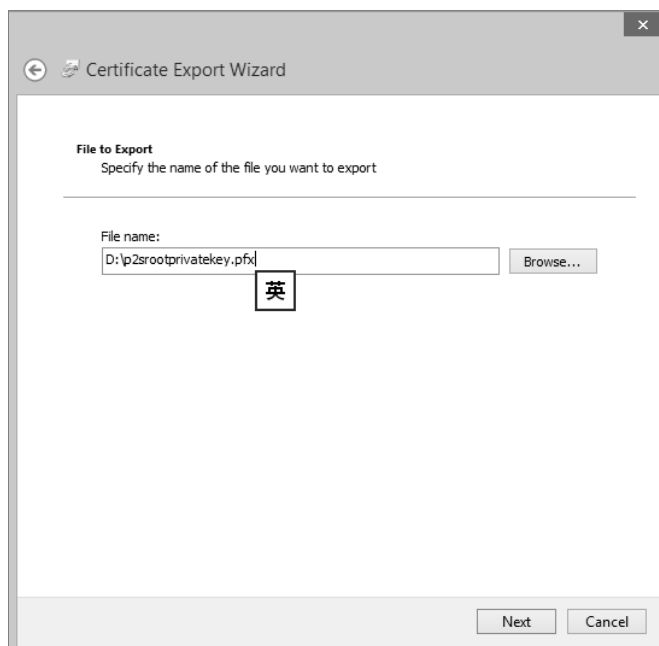 Certificate Export Wizard
File to Export
Specify the name of the file you want to export
File name:
D:\p2srootprivatekey.pfx
Browse...
英
Next
Cancel